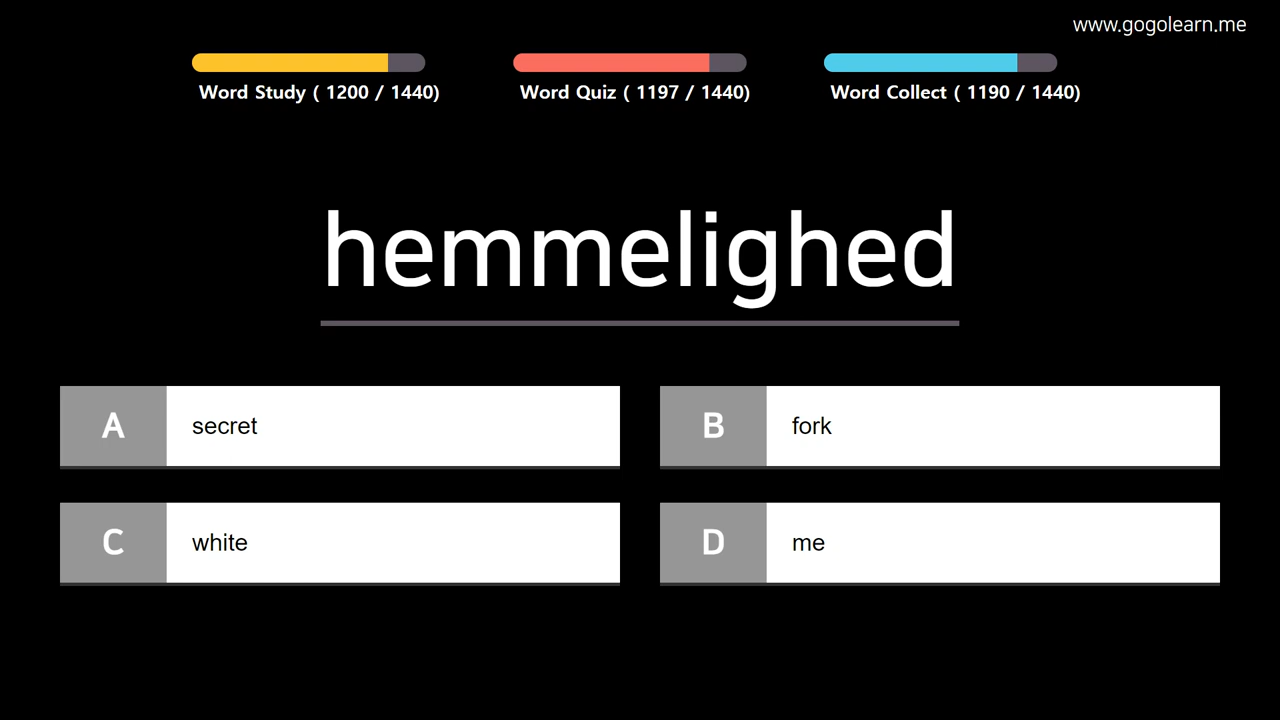 www.gogolearn.me
Word Study ( 1200 / 1440)
Word Quiz ( 1197 / 1440)
Word Collect ( 1190 / 1440)
hemmelighed
A secret
B fork
C white
D me